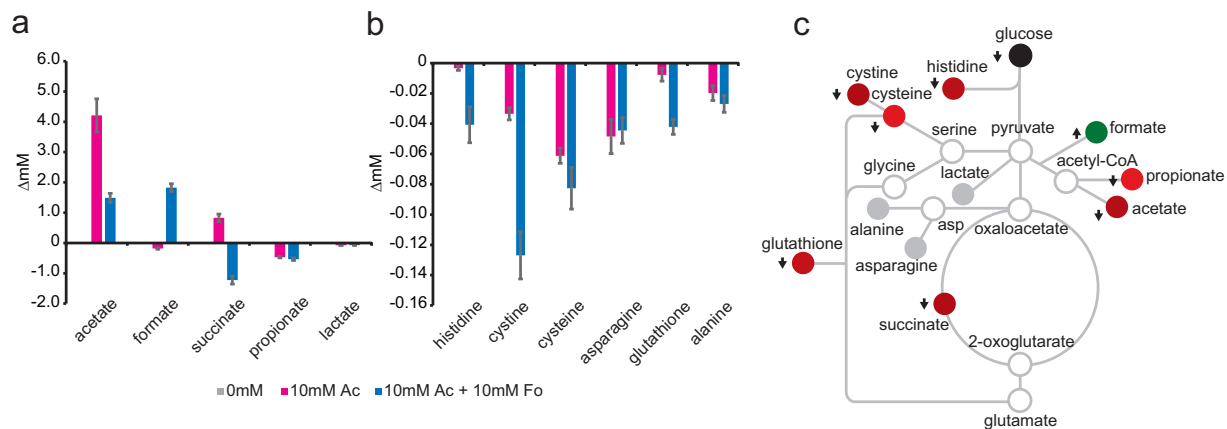 a
ΔmM
6.0
5.0
4.0
3.0
2.0
1.0
0
-1.0
-2.0
acetate
formate
succinate
propionate
lactate
b
ΔmM
0
-0.02
-0.04
-0.06
-0.08
-0.10
-0.12
-0.14
-0.16
histidine
cystine
cysteine
asparagine
glutathione
alanine
0mM
10mM Ac
10mM Ac + 10mM Fo
c
glucose
histidine
cystine
cysteine
serine
pyruvate
formate
acetyl-CoA
glycine
lactate
propionate
acetate
alanine
asp
oxaloacetate
glutathione
asparagine
succinate
2-oxoglutarate
glutamate